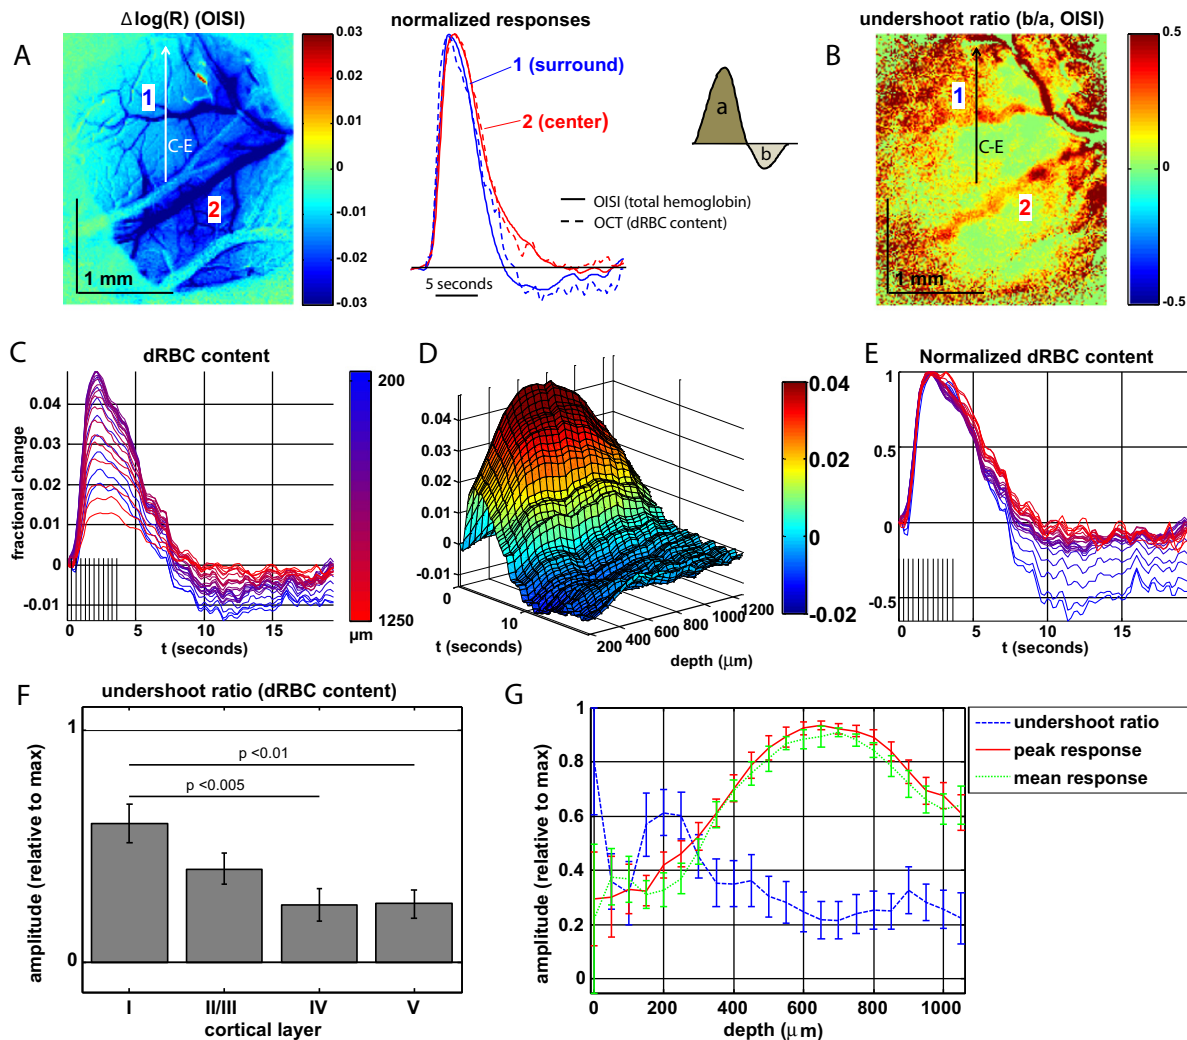 A
Δlog(R) (OISI)
1
C-E
2
1 mm
0.03
0.02
0.01
0
-0.01
-0.02
-0.03
normalized responses
1 (surround)
2 (center)
OISI (total hemoglobin)
OCT (dRBC content)
5 seconds
a
b
B
undershoot ratio (b/a, OISI)
1
C-E
2
1 mm
0.5
0
-0.5
C
dRBC content
fractional change
0.04
0.03
0.02
0.01
0
-0.01
0
5
10
15
t (seconds)
200
1250
µm
D
0.04
0.03
0.02
0.01
0
-0.01
0
10
t (seconds)
200
400
600
800
1000
1200
depth (µm)
0.04
0.02
0
-0.02
E
Normalized dRBC content
1
0.5
0
-0.5
0
5
10
15
t (seconds)
F
undershoot ratio (dRBC content)
amplitude (relative to max)
1
0
p <0.01
p <0.005
I
II/III
IV
V
cortical layer
G
amplitude (relative to max)
1
0.8
0.6
0.4
0.2
0
0
200
400
600
800
1000
depth (µm)
undershoot ratio
peak response
mean response